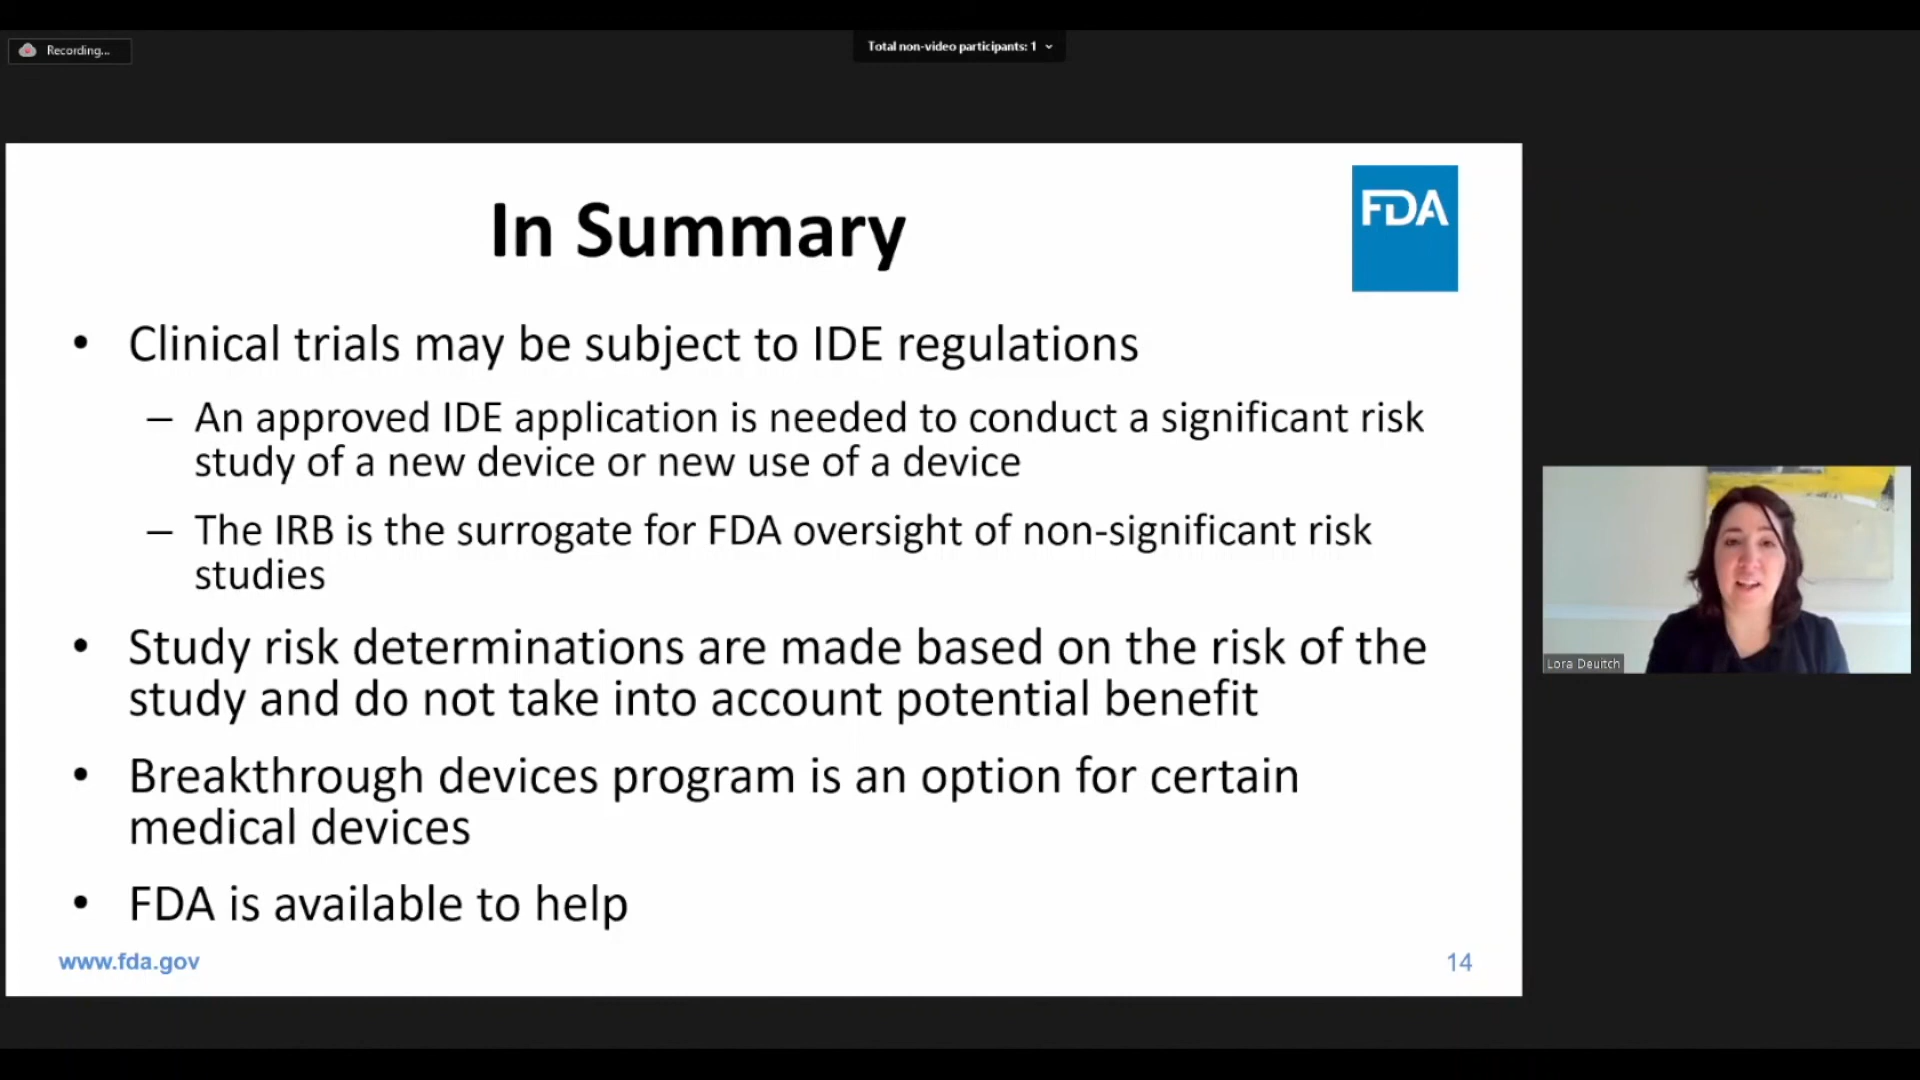 Recording...
Total non-video participants: 1
In Summary
FDA
• Clinical trials may be subject to IDE regulations
– An approved IDE application is needed to conduct a significant risk
study of a new device or new use of a device
– The IRB is the surrogate for FDA oversight of non-significant risk
studies
• Study risk determinations are made based on the risk of the
study and do not take into account potential benefit
• Breakthrough devices program is an option for certain
medical devices
• FDA is available to help
www.fda.gov
14
Lora Deuitch